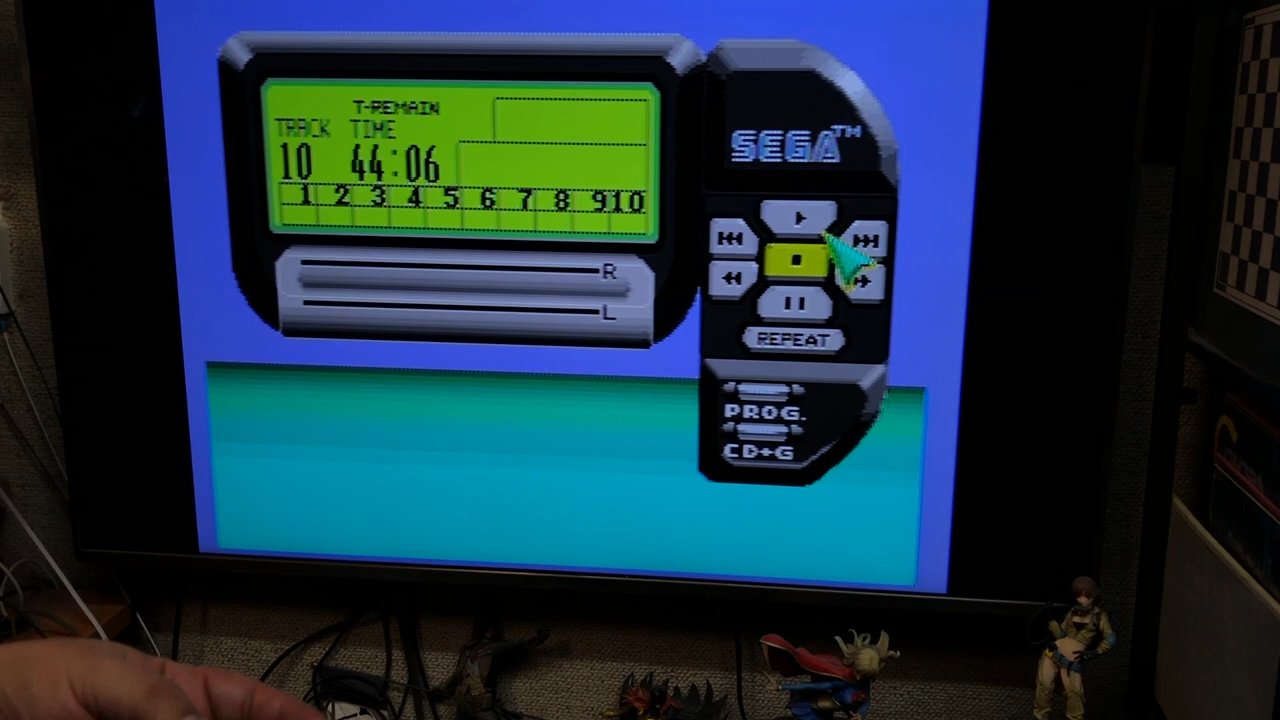 T-REMAIN
TRACK TIME
10 44:06
1 2 3 4 5 6 7 8 9 10
R
L
SEGA™
REPEAT
PROG.
CD+G